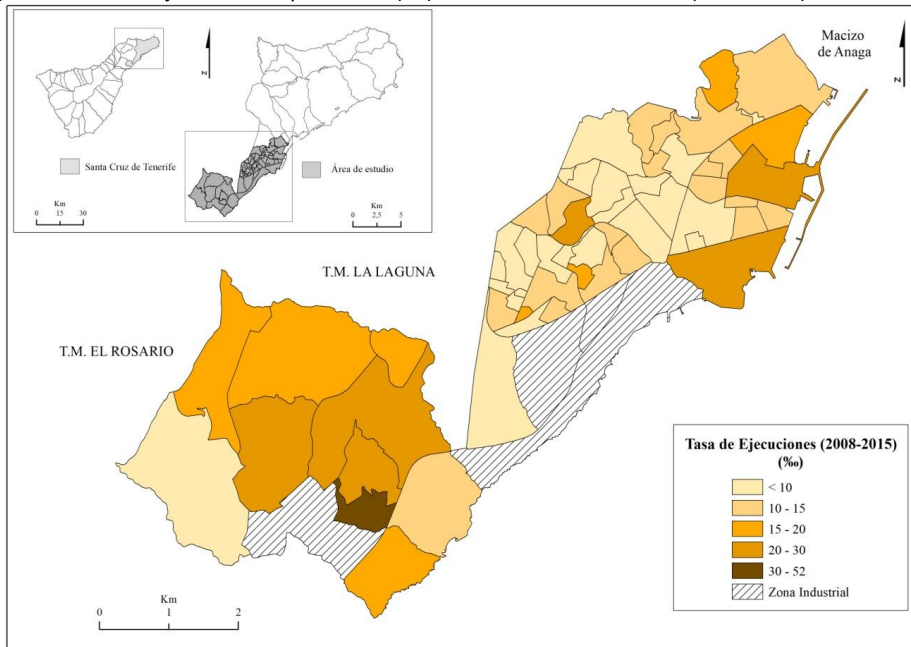 Macizo
de Anaga
N
N
Santa Cruz de Tenerife
Área de estudio
Km
0 15 30
Km
0 2,5 5
T.M. LA LAGUNA
T.M. EL ROSARIO
Tasa de Ejecuciones (2008-2015)
(‰)
< 10
10 - 15
15 - 20
20 - 30
30 - 52
Zona Industrial
Km
0 1 2